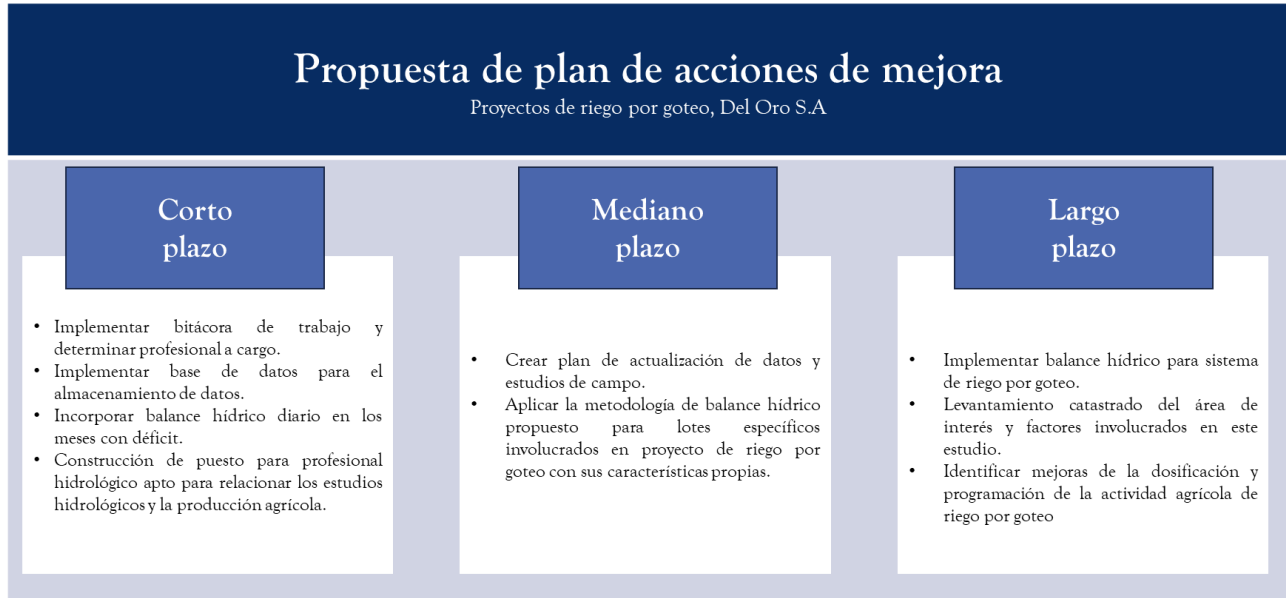 Propuesta de plan de acciones de mejora
Proyectos de riego por goteo, Del Oro S.A
Corto
plazo
• Implementar bitácora de trabajo y
determinar profesional a cargo.
• Implementar base de datos para el
almacenamiento de datos.
• Incorporar balance hídrico diario en los
meses con déficit.
• Construcción de puesto para profesional
hidrológico apto para relacionar los estudios
hidrológicos y la producción agrícola.
Mediano
plazo
• Crear plan de actualización de datos y
estudios de campo.
• Aplicar la metodología de balance hídrico
propuesto para lotes específicos
involucrados en proyecto de riego por
goteo con sus características propias.
Largo
plazo
• Implementar balance hídrico para sistema
de riego por goteo.
• Levantamiento catastrado del área de
interés y factores involucrados en este
estudio.
• Identificar mejoras de la dosificación y
programación de la actividad agrícola de
riego por goteo